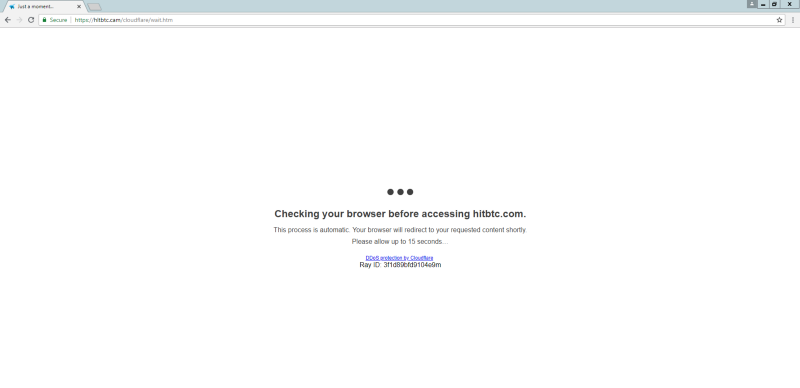 Just a moment...
Secure
https://hitbtc.cam/cloudflare/wait.htm
Checking your browser before accessing hitbtc.com.
This process is automatic. Your browser will redirect to your requested content shortly
Please allow up to 15 seconds...
DDoS protection by Cloudflare
Ray ID: 3f1d89bfd9104e9m